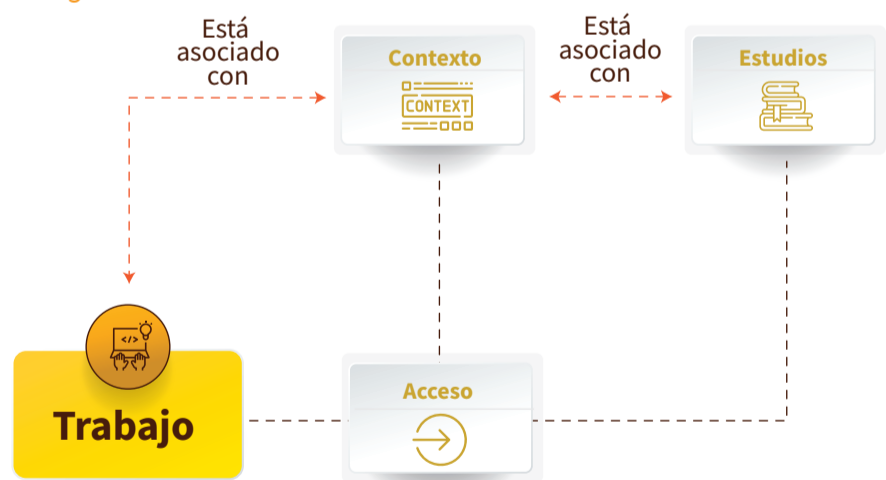 Está
asociado
con
Contexto
CONTEXT
Está
asociado
con
Estudios
</>
Trabajo
Acceso